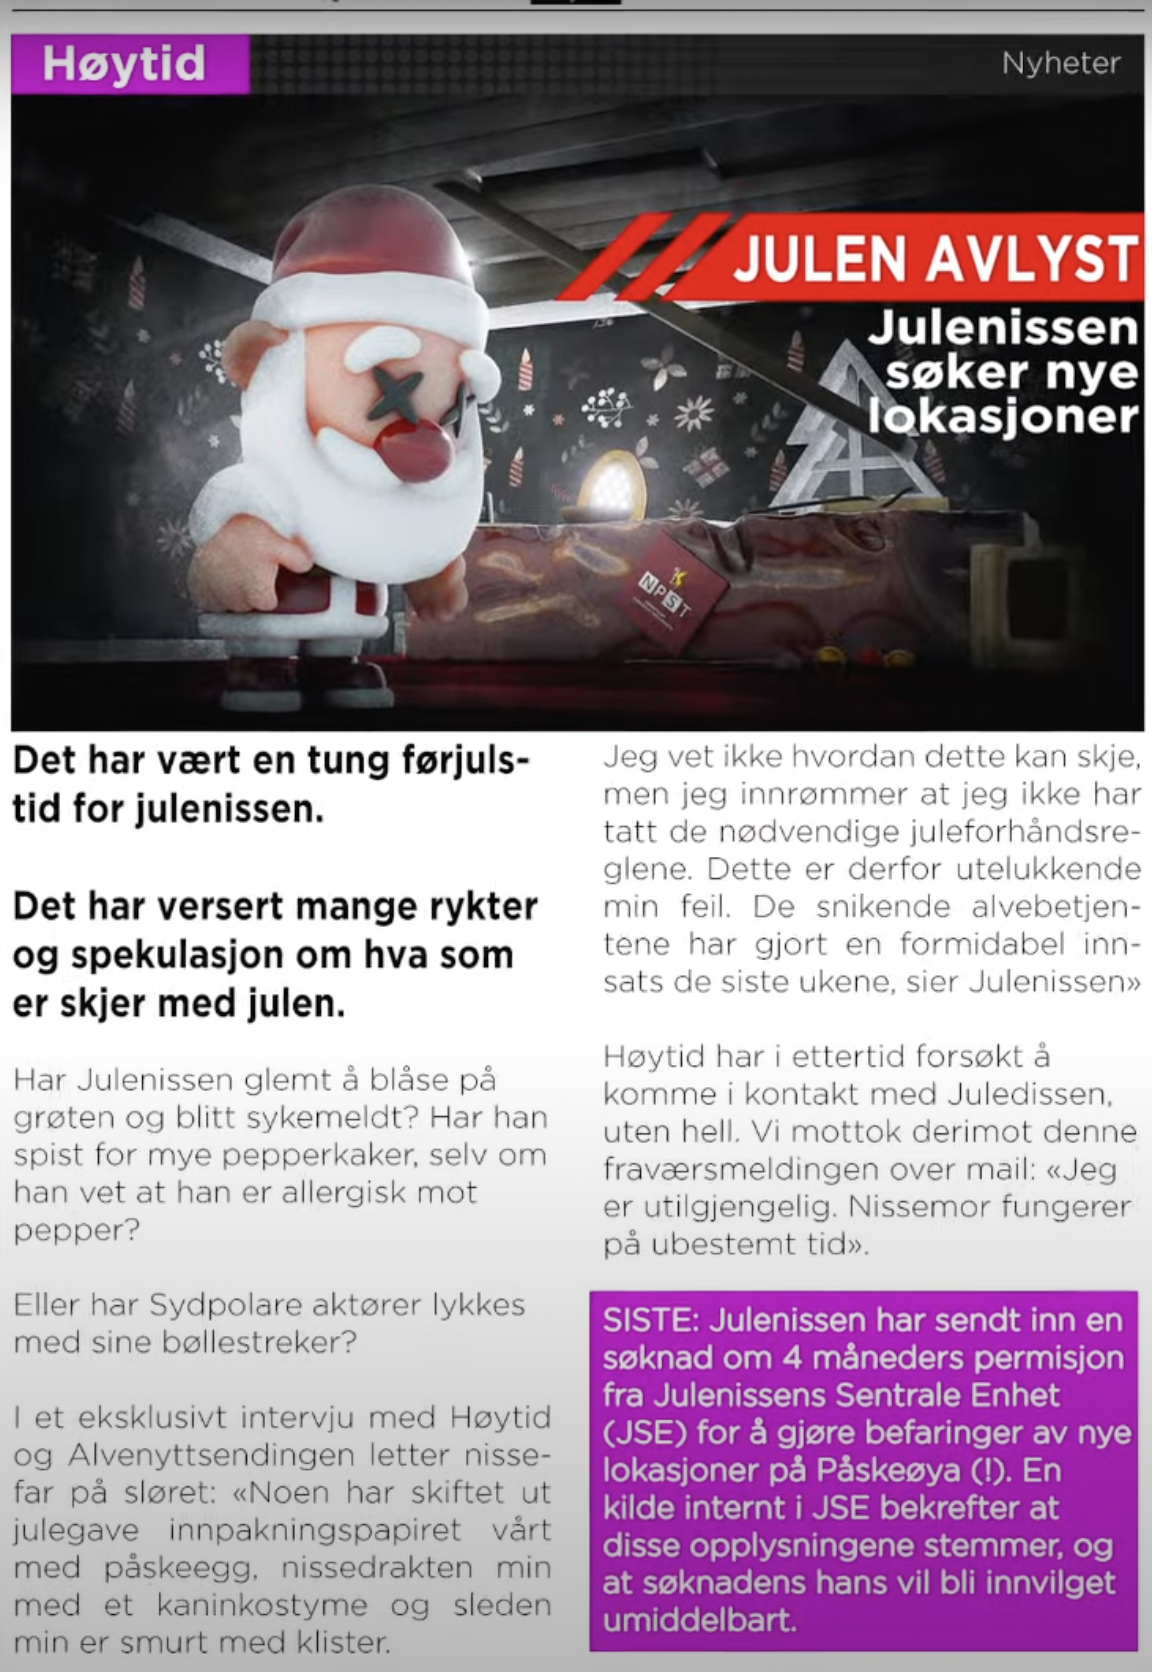 Høytid
Nyheter
JULEN AVLYST
Julenissen
søker nye
lokasjoner
NPST
Det har vært en tung førjuls-
tid for julenissen.
Det har versert mange rykter
og spekulasjon om hva som
er skjer med julen.
Har Julenissen glemt å blåse på
grøten og blitt sykemeldt? Har han
spist for mye pepperkaker, selv om
han vet at han er allergisk mot
pepper?
Eller har Sydpolare aktører lykkes
med sine bøllestreker?
I et eksklusivt intervju med Høytid
og Alvenyttsendingen letter nisse-
far på sløret: «Noen har skiftet ut
julegave innpakningspapiret vårt
med påskeegg, nissedrakten min
med et kaninkostyme og sleden
min er smurt med klister.
Jeg vet ikke hvordan dette kan skje,
men jeg innrømmer at jeg ikke har
tatt de nødvendige juleforhåndsre-
glene. Dette er derfor utelukkende
min feil. De snikende alvebetjen-
tene har gjort en formidabel inn-
sats de siste ukene, sier Julenissen»
Høytid har i ettertid forsøkt å
komme i kontakt med Juledissen,
uten hell. Vi mottok derimot denne
fraværsmeldingen over mail: «Jeg
er utilgjengelig. Nissemor fungerer
på ubestemt tid».
SISTE: Julenissen har sendt inn en
søknad om 4 måneders permisjon
fra Julenissens Sentrale Enhet
(JSE) for å gjøre befaringer av nye
lokasjoner på Påskeøya (!). En
kilde internt i JSE bekrefter at
disse opplysningene stemmer, og
at søknadens hans vil bli innvilget
umiddelbart.